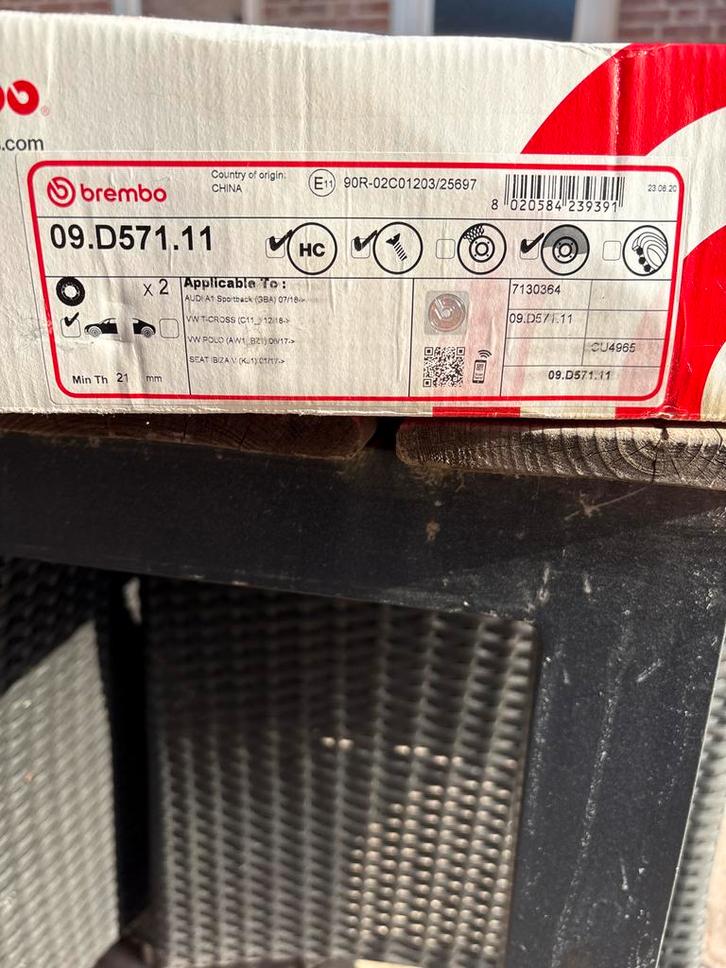 .com
brembo
Country of origin:
CHINA
E11 90R-02C01203/25697
8 020584 239391
23.06.20
09.D571.11
HC
x 2
Applicable To :
AUDI A1 Sportback (GBA) 07/18->
VW T-CROSS (C11_) 12/18->
VW POLO (AW1_BZ1) 06/17->
SEAT IBIZA V (KJ1) 01/17->
Min Th 21 mm
7130364
09.D571.11
CU4965
09.D571.11